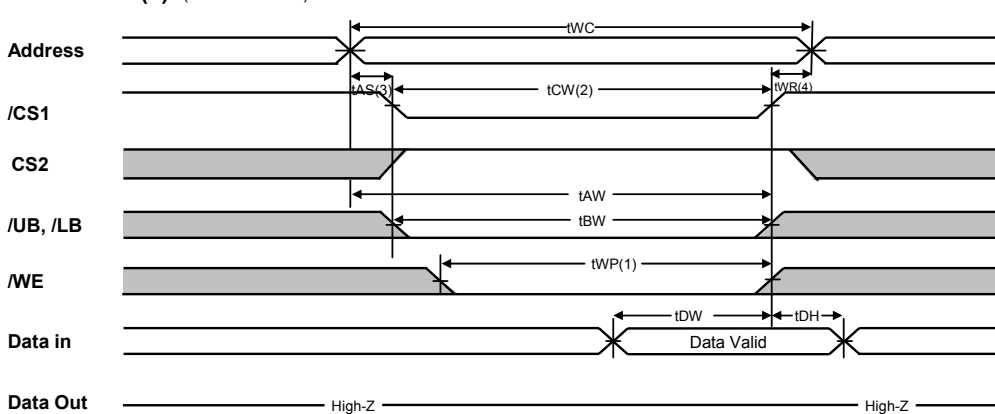 tWC
Address
tAS(3) tCW(2) tWR(4)
/CS1
CS2
tAW
/UB, /LB tBW
/WE tWP(1)
tDW tDH
Data in Data Valid
Data Out High-Z High-Z